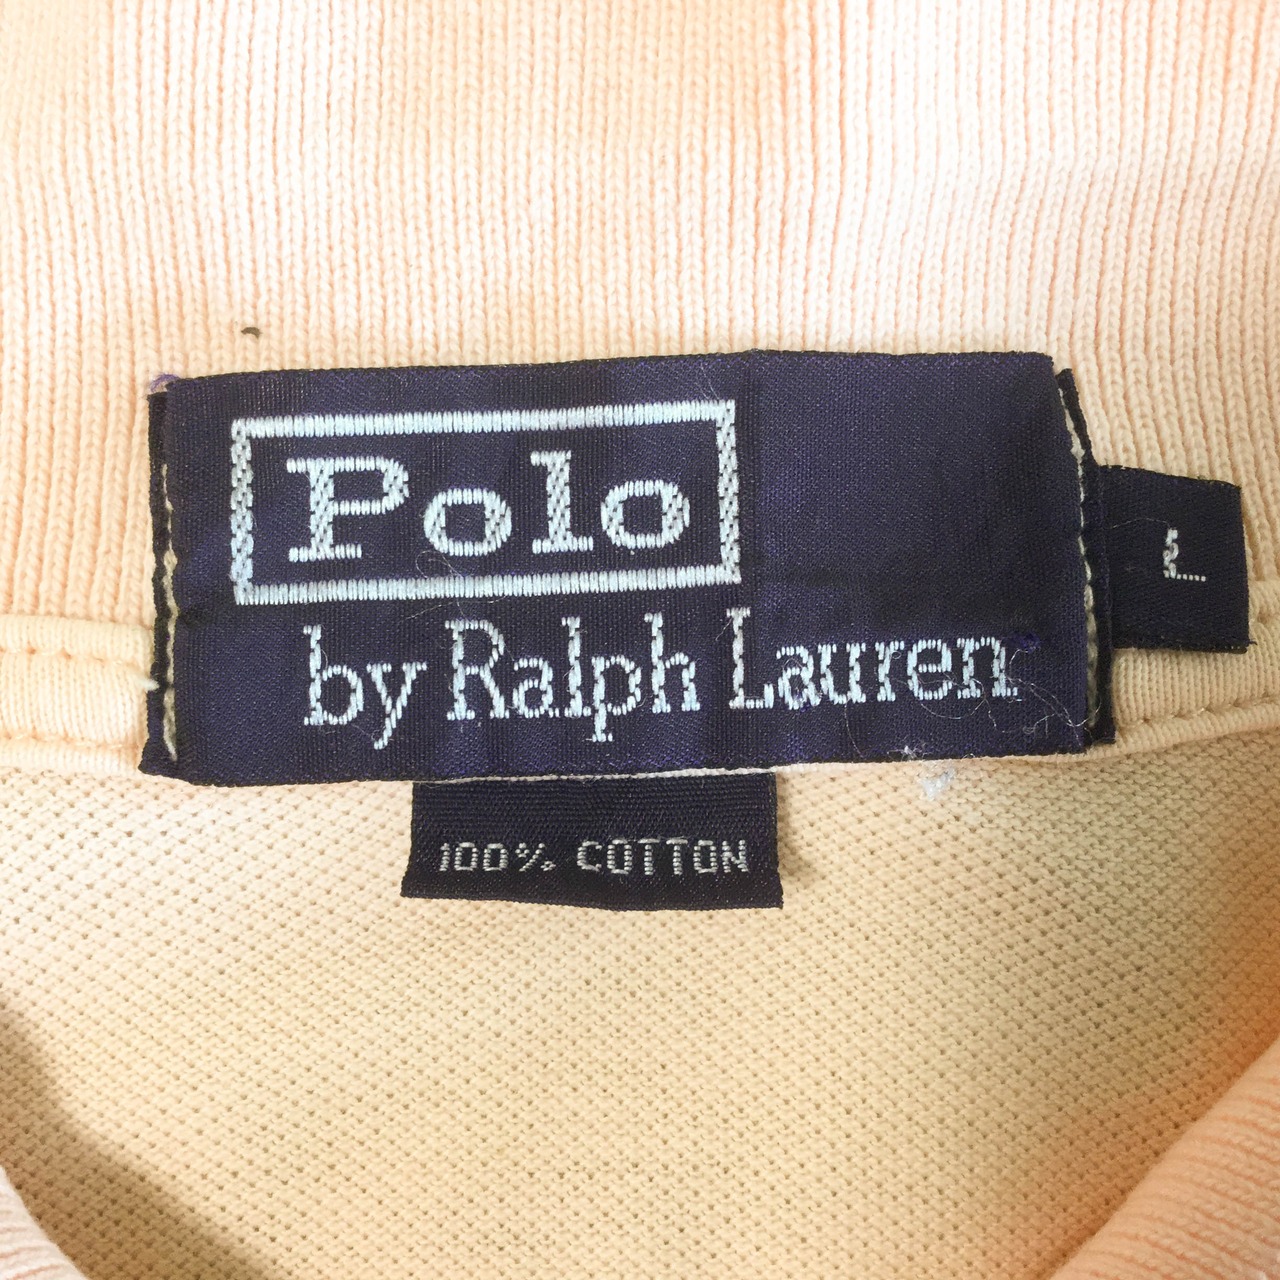 Polo
by Ralph Lauren
L
100% COTTON